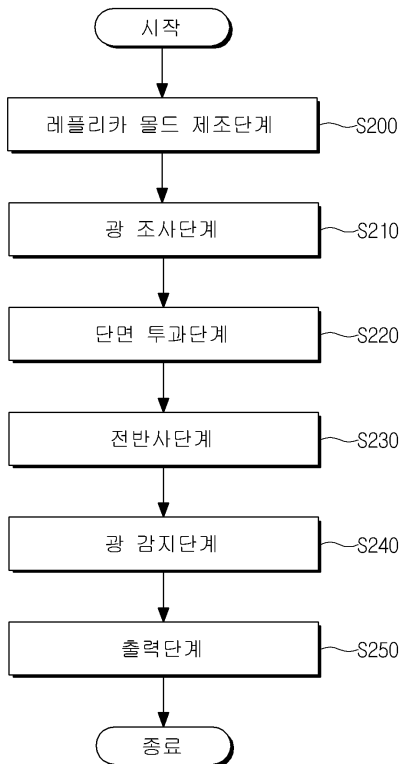 시작
레플리카 몰드 제조단계 S200
광 조사단계 S210
단면 투과단계 S220
전반사단계 S230
광 감지단계 S240
출력단계 S250
종료